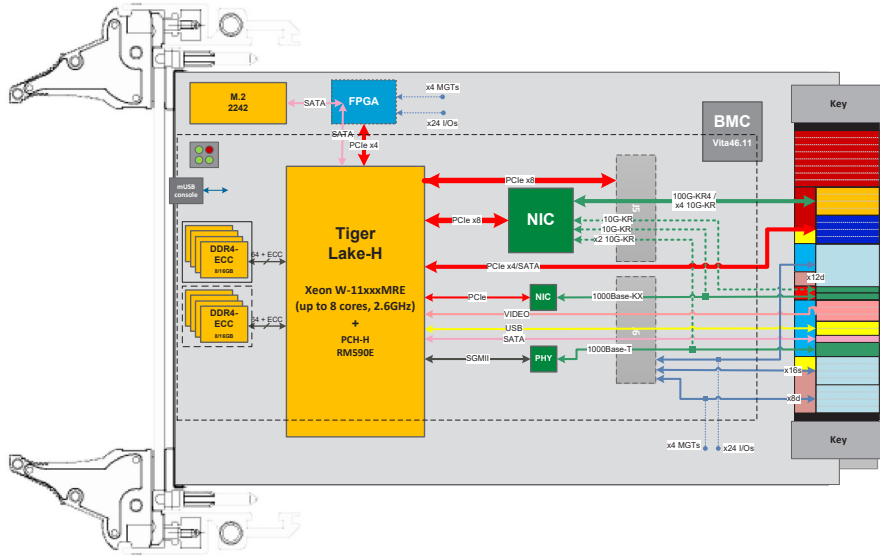 Key
M.2
2242
SATA
FPGA
x4 MGTs
x24 I/Os
BMC
Vita46.11
SATA
PCIe x4
mUSB
console
PCIe x8
J5
100G-KR4 /
x4 10G-KR
NIC
PCIe x8
10G-KR
10G-KR
x2 10G-KR
Tiger
Lake-H
DDR4-
ECC
8/16GB
64 + ECC
PCIe x4/SATA
x12d
Xeon W-11xxxMRE
(up to 8 cores, 2.6GHz)
+
PCH-H
RM590E
PCIe
NIC
1000Base-KX
DDR4-
ECC
8/16GB
64 + ECC
VIDEO
USB
SATA
J6
SGMII
PHY
1000Base-T
x16s
x8d
x4 MGTs
x24 I/Os
Key